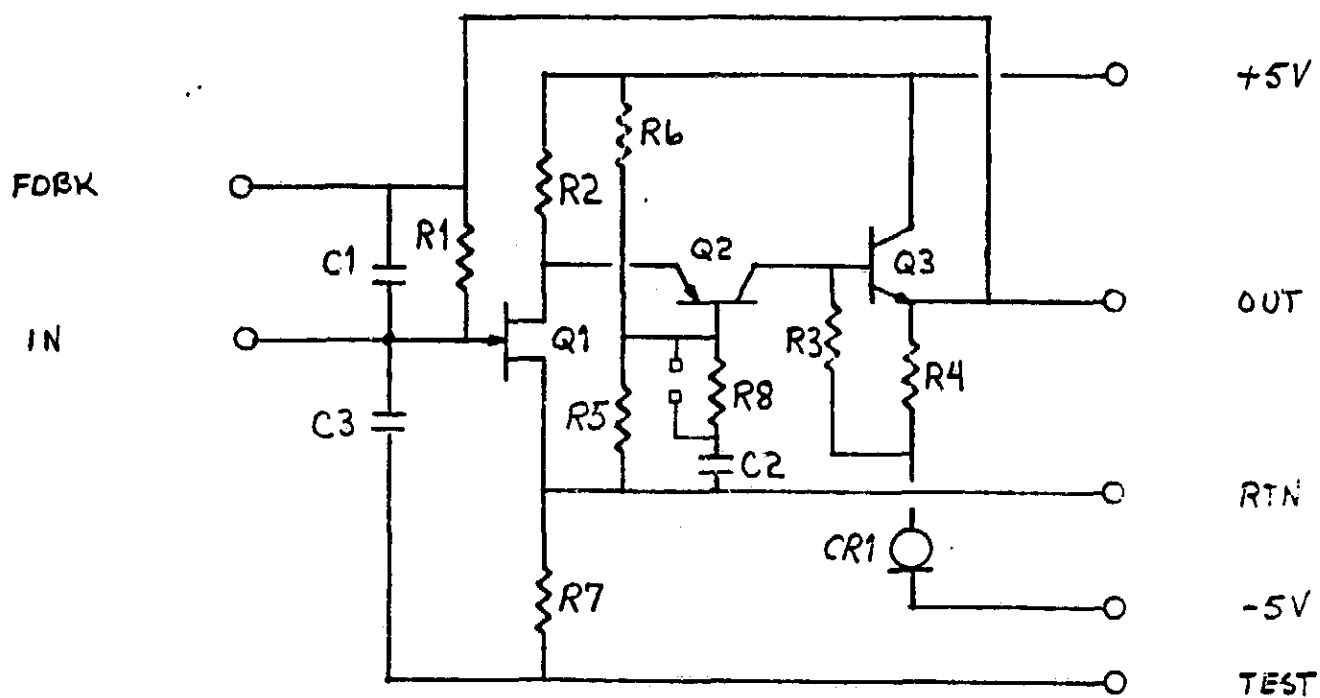 +5V
R6
FDBK
R2
R1
C1
Q2
Q3
OUT
IN
Q1
R3
R4
R8
C3
R5
C2
RTN
CR1
R7
-5V
TEST